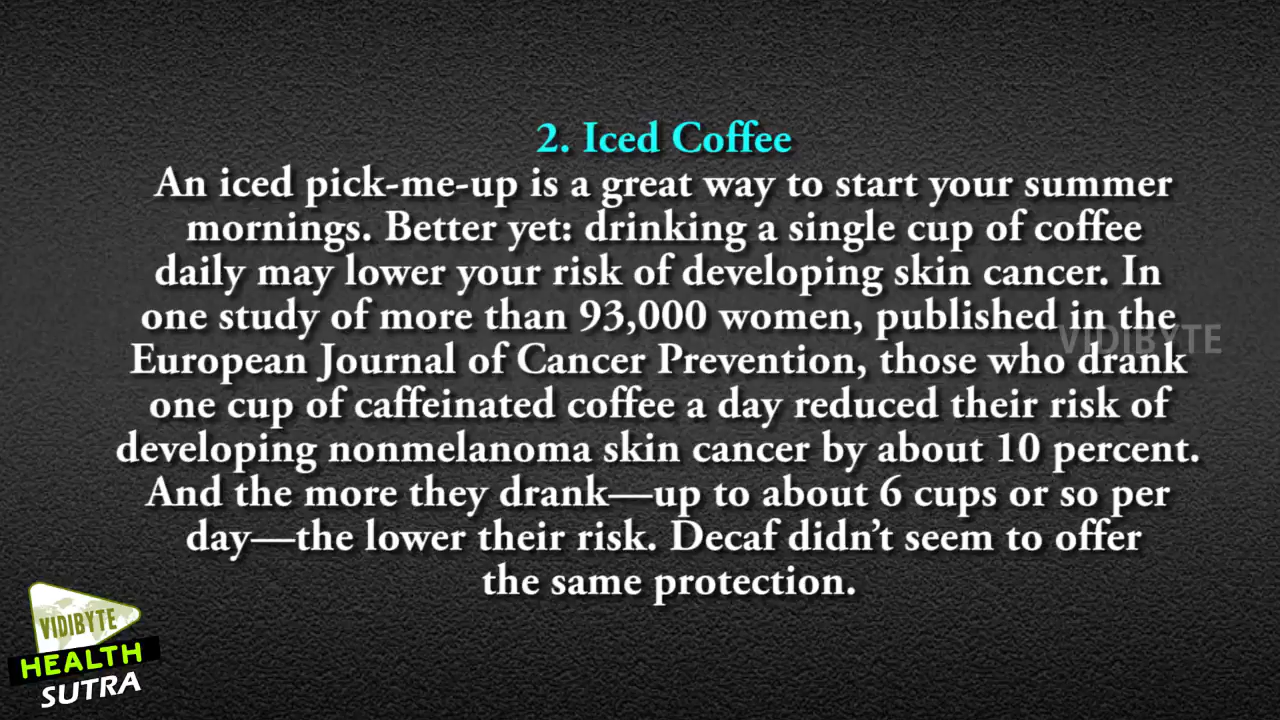 2. Iced Coffee
An iced pick-me-up is a great way to start your summer
mornings. Better yet: drinking a single cup of coffee
daily may lower your risk of developing skin cancer. In
one study of more than 93,000 women, published in the
VIDIBYTE
European Journal of Cancer Prevention, those who drank
one cup of caffeinated coffee a day reduced their risk of
developing nonmelanoma skin cancer by about 10 percent.
And the more they drank—up to about 6 cups or so per
day—the lower their risk. Decaf didn’t seem to offer
the same protection.
VIDIBYTE
HEALTH
SUTRA